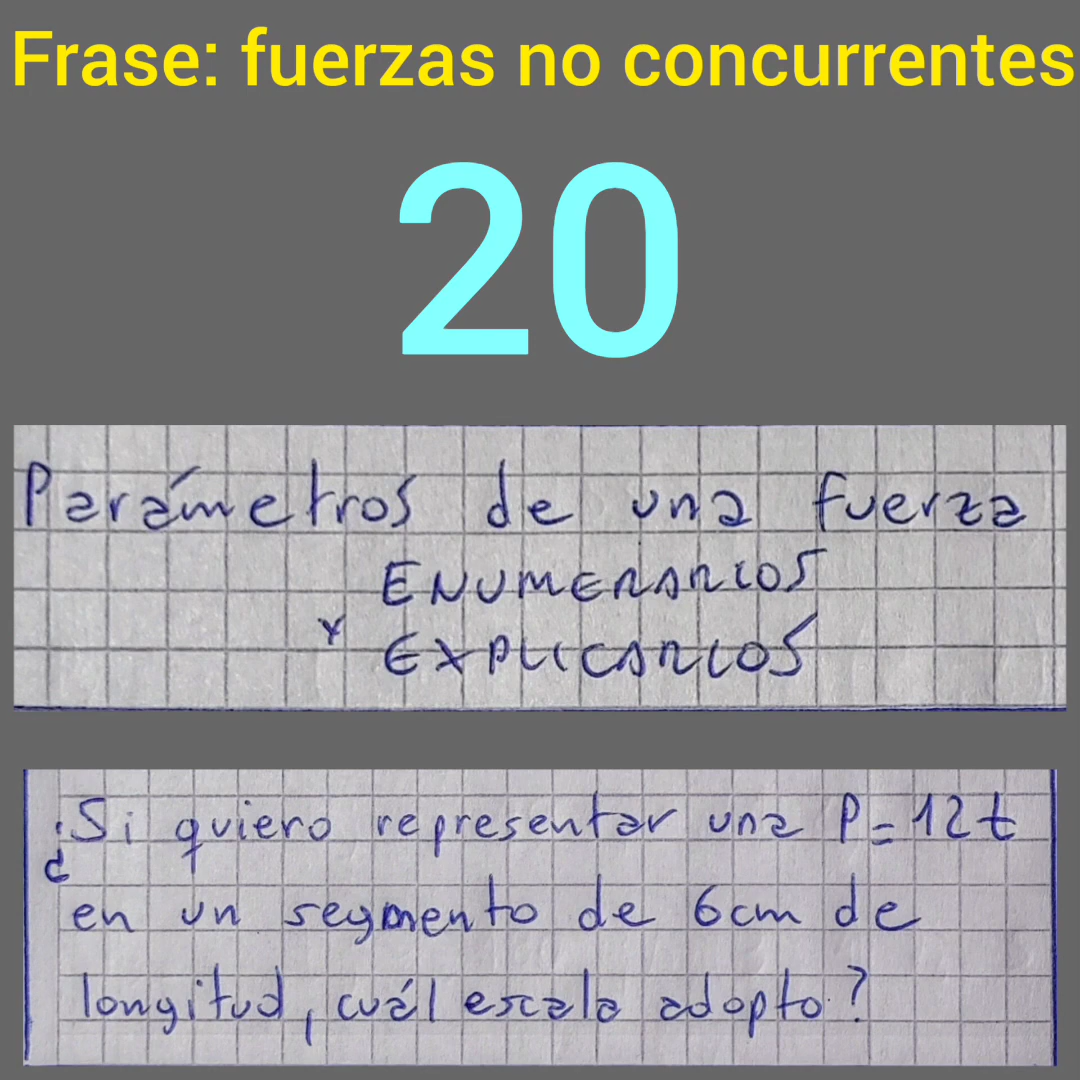 Frase: fuerzas no concurrentes
20
Parámetros de una fuerza
ENUMERARLOS
Y EXPLICARLOS
¿Si quiero representar una P=12t
en un segmento de 6cm de
longitud, cuál escala adopto?